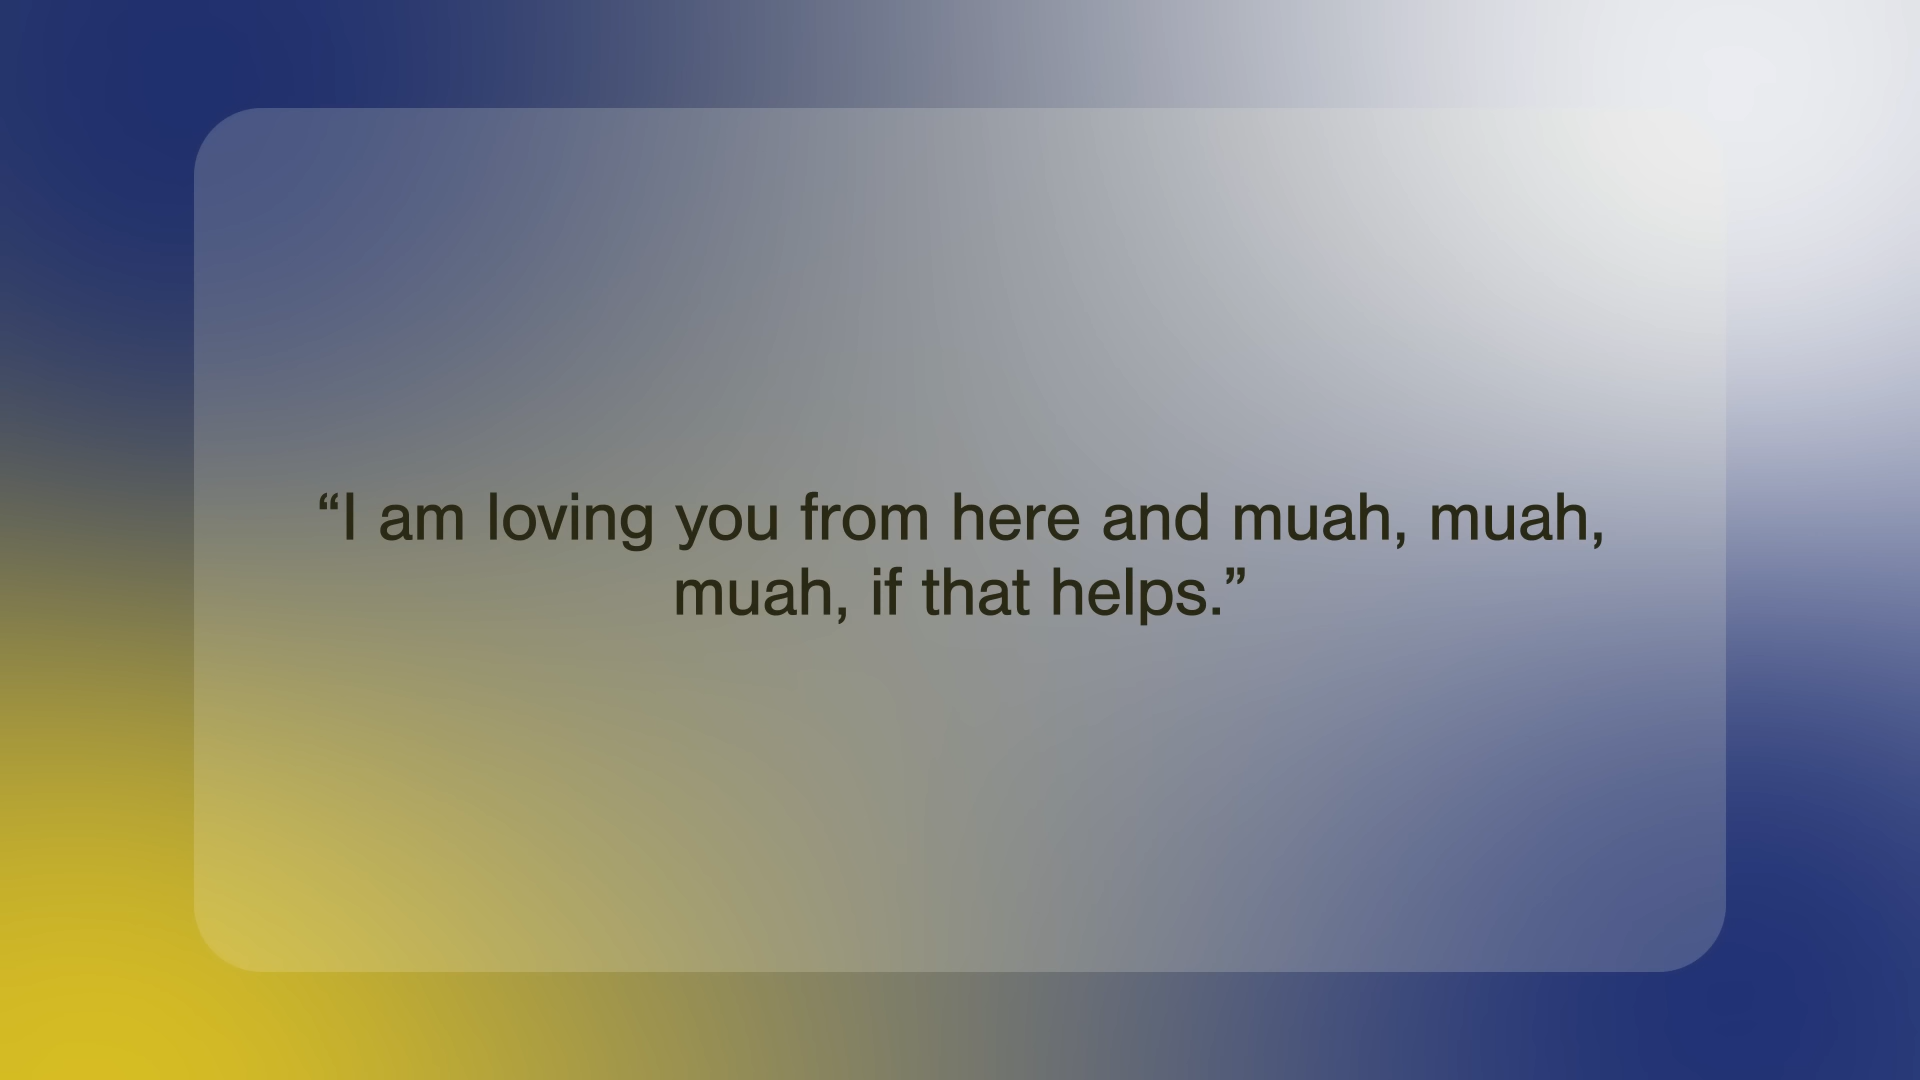 “I am loving you from here and muah, muah,
muah, if that helps.”